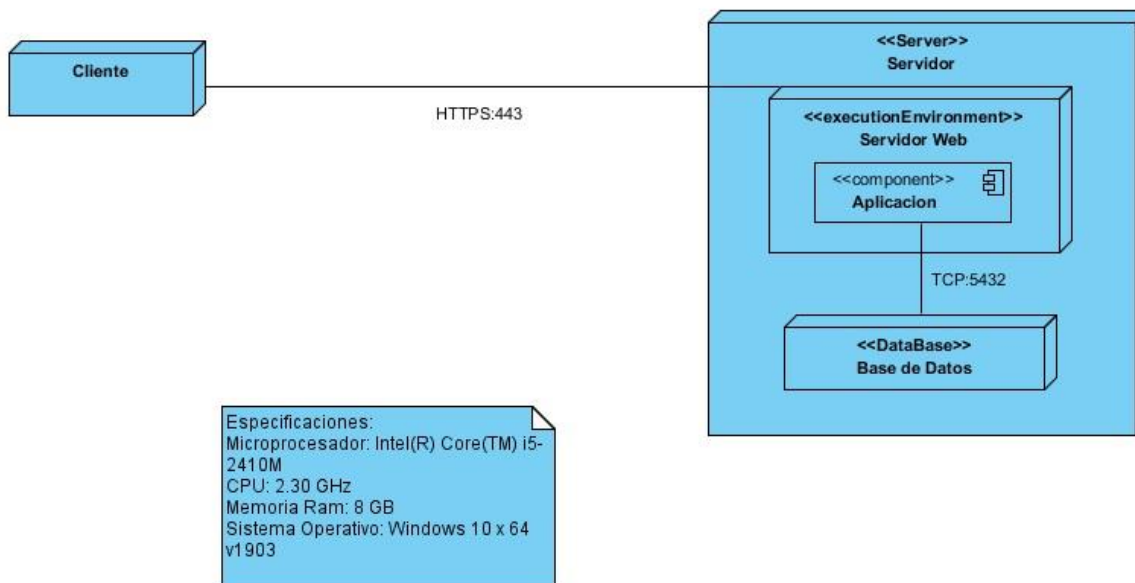 Cliente
HTTPS:443
<<Server>>
Servidor
<<executionEnvironment>>
Servidor Web
<<component>>
Aplicacion
TCP:5432
<<DataBase>>
Base de Datos
Especificaciones:
Microprocesador: Intel(R) Core(TM) i5-
2410M
CPU: 2.30 GHz
Memoria Ram: 8 GB
Sistema Operativo: Windows 10 x 64
v1903